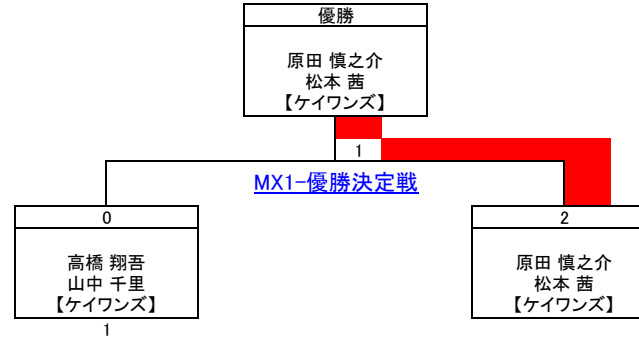 優勝
原田 慎之介
松本 茜
【ケイワンズ】
1
MX1-優勝決定戦
0
高橋 翔吾
山中 千里
【ケイワンズ】
1
2
原田 慎之介
松本 茜
【ケイワンズ】